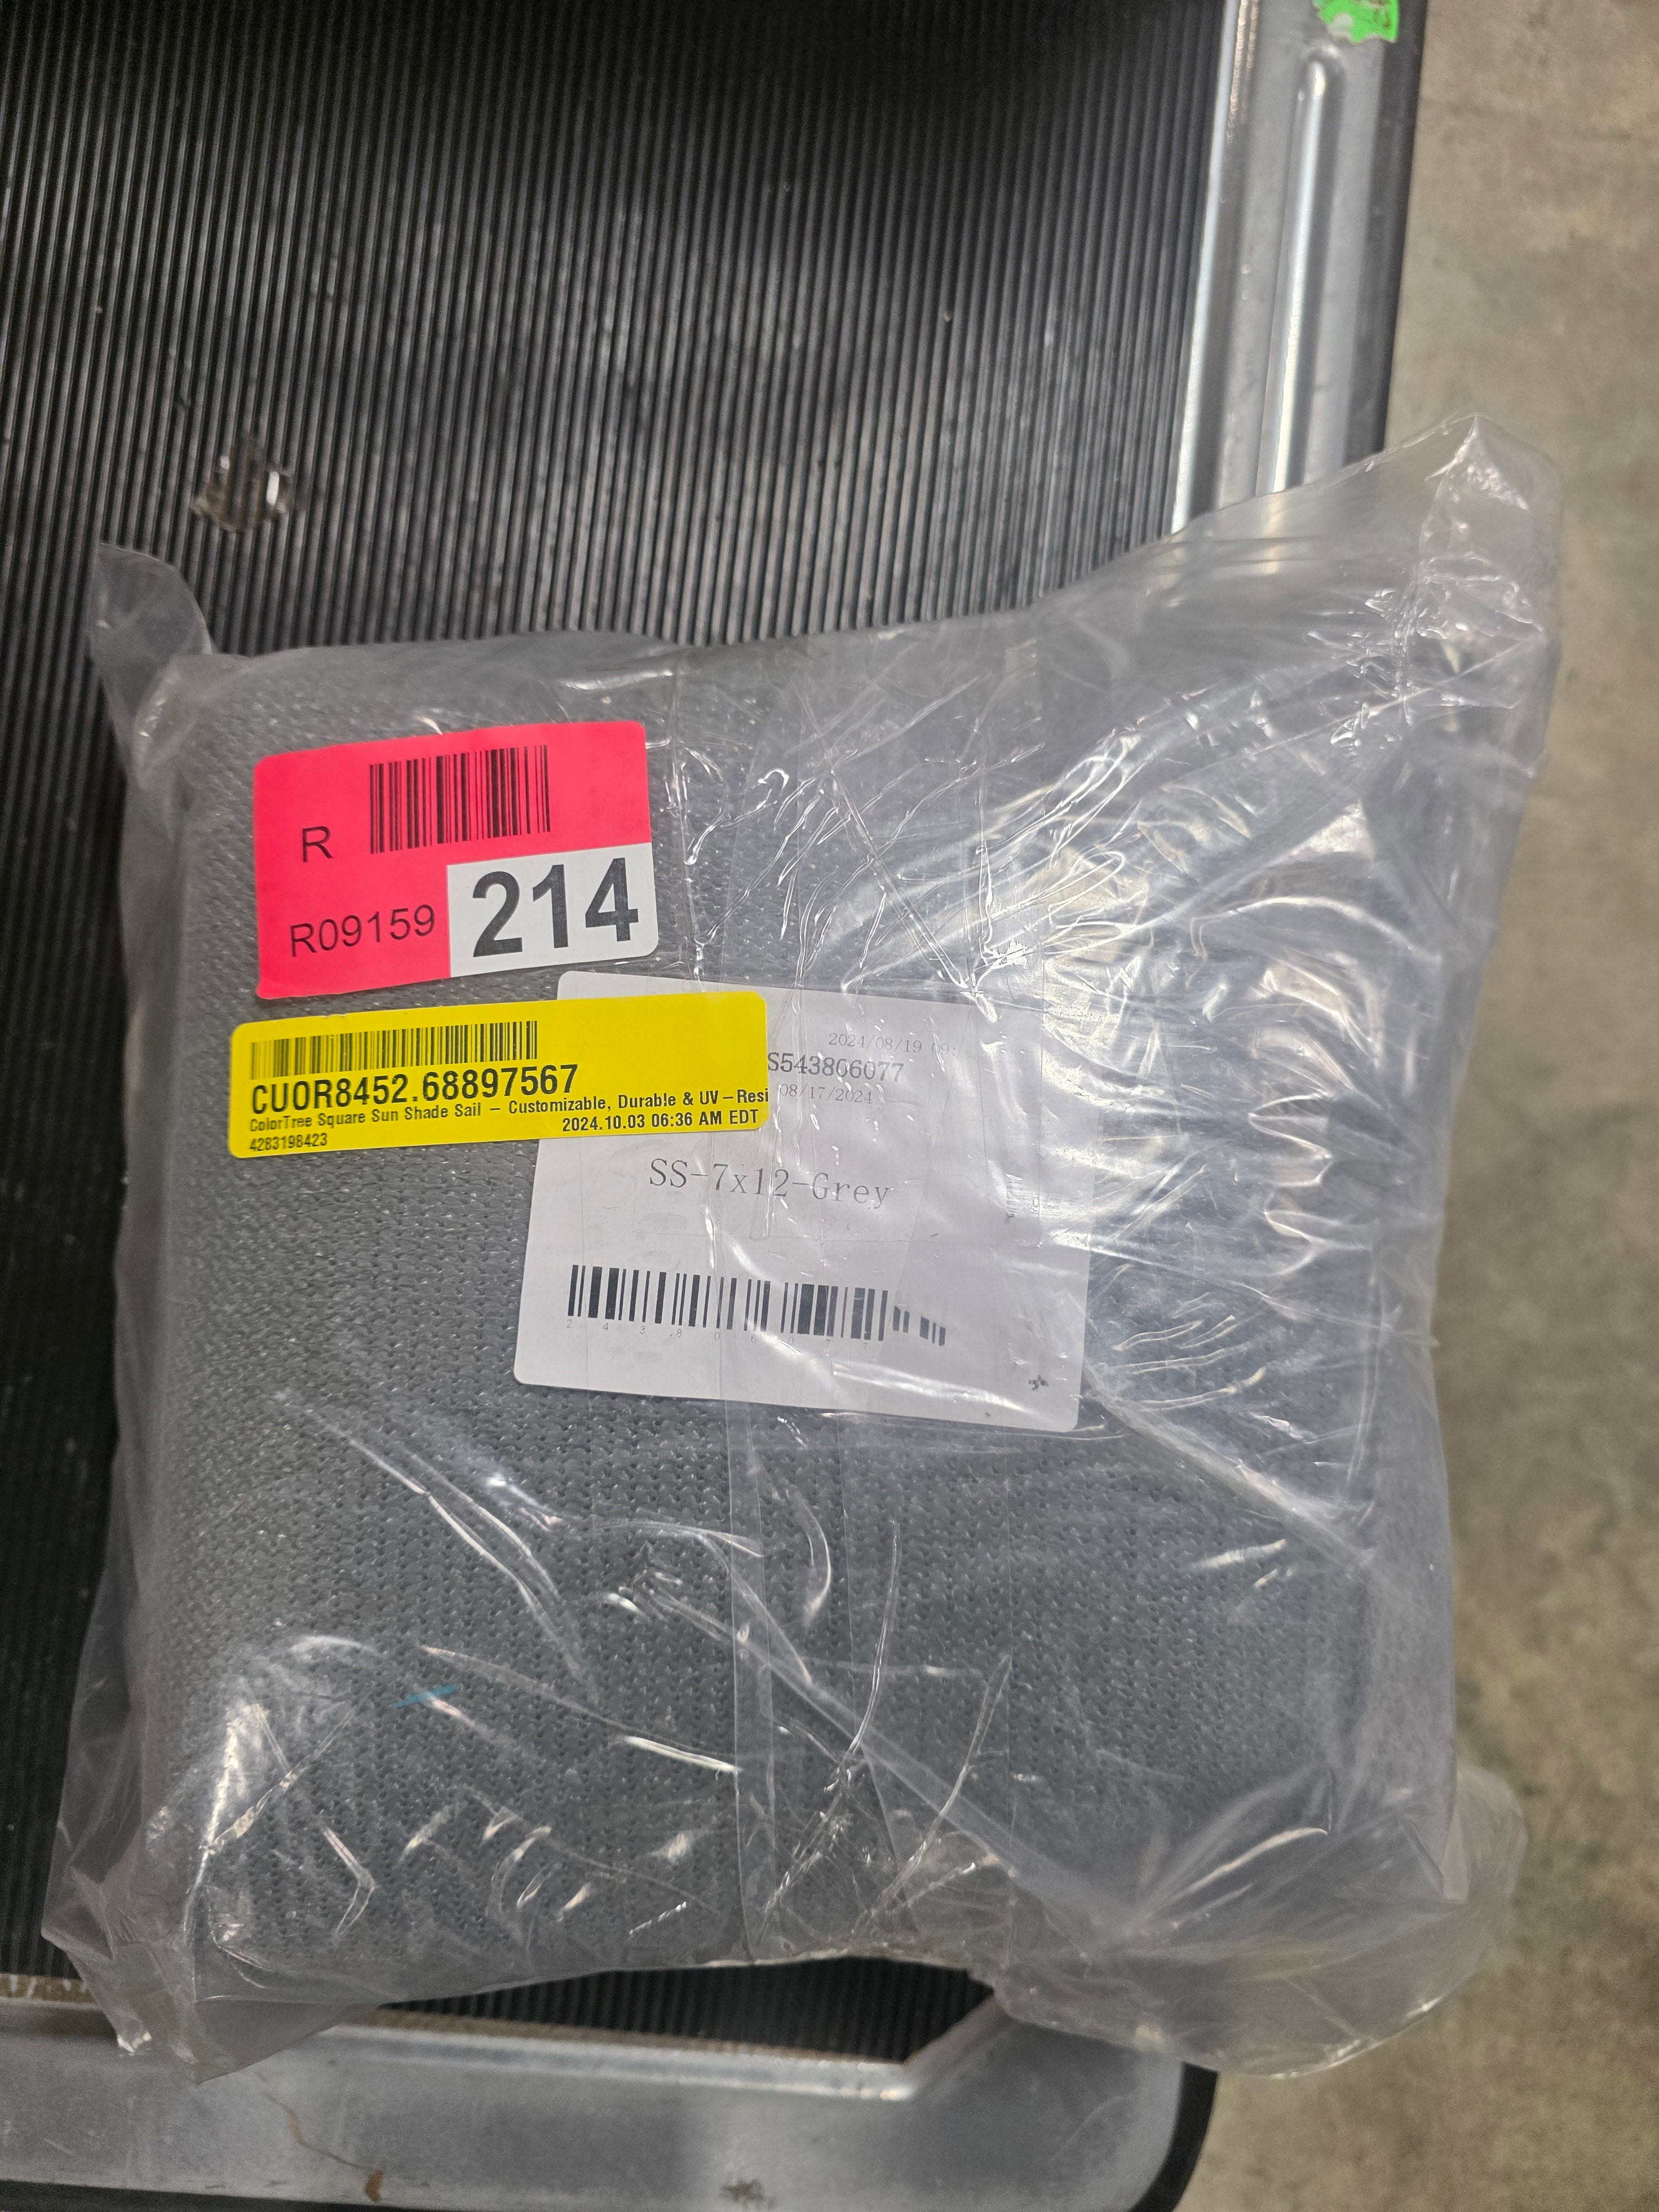 R
R09159
214
CUOR8452.68897567
ColorTree Square Sun Shade Sail - Customizable, Durable & UV-Resi
2024.10.03 06:36 AM EDT
4283198423
2024/08/19 09:
S543806077
08/17/2024
SS-7x12-Grey